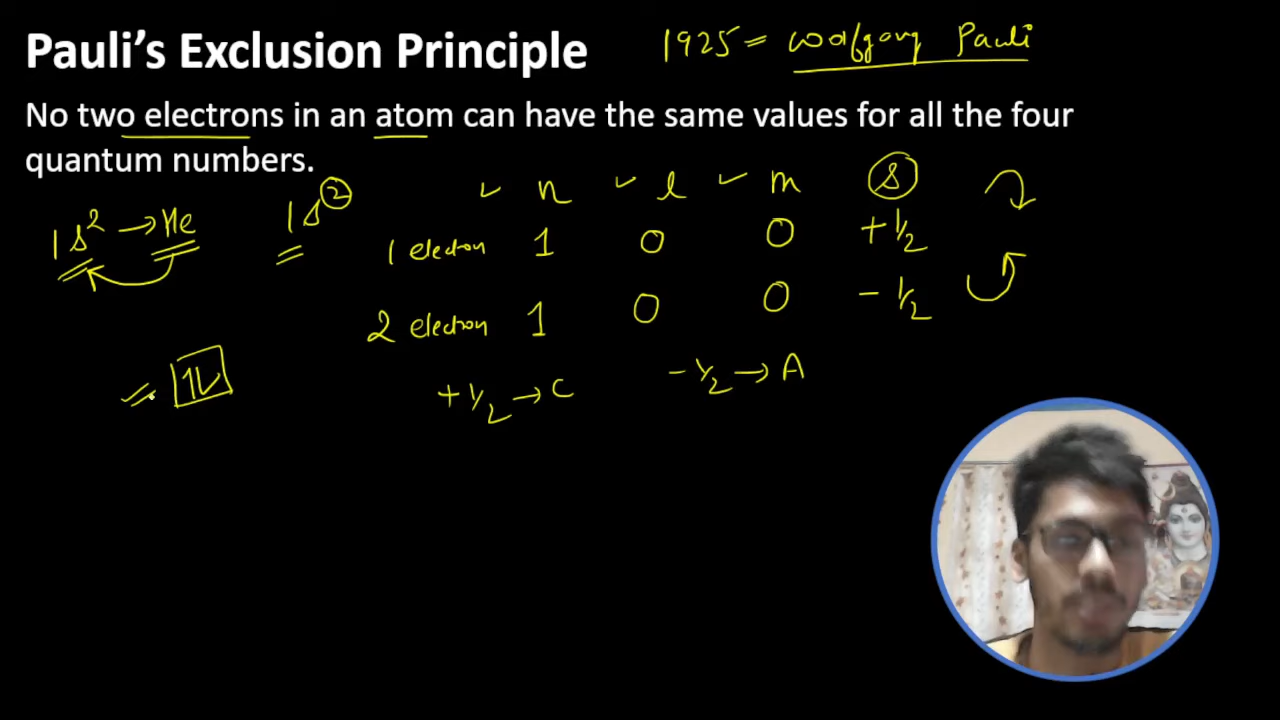 Pauli's Exclusion Principle 1925 = Wolfgang Pauli
No two electrons in an atom can have the same values for all the four
quantum numbers.
n l m s
1s² → He 1s² 1 electron 1 0 0 +1/2
2 electron 1 0 0 -1/2
1L +1/2 → C -1/2 → A